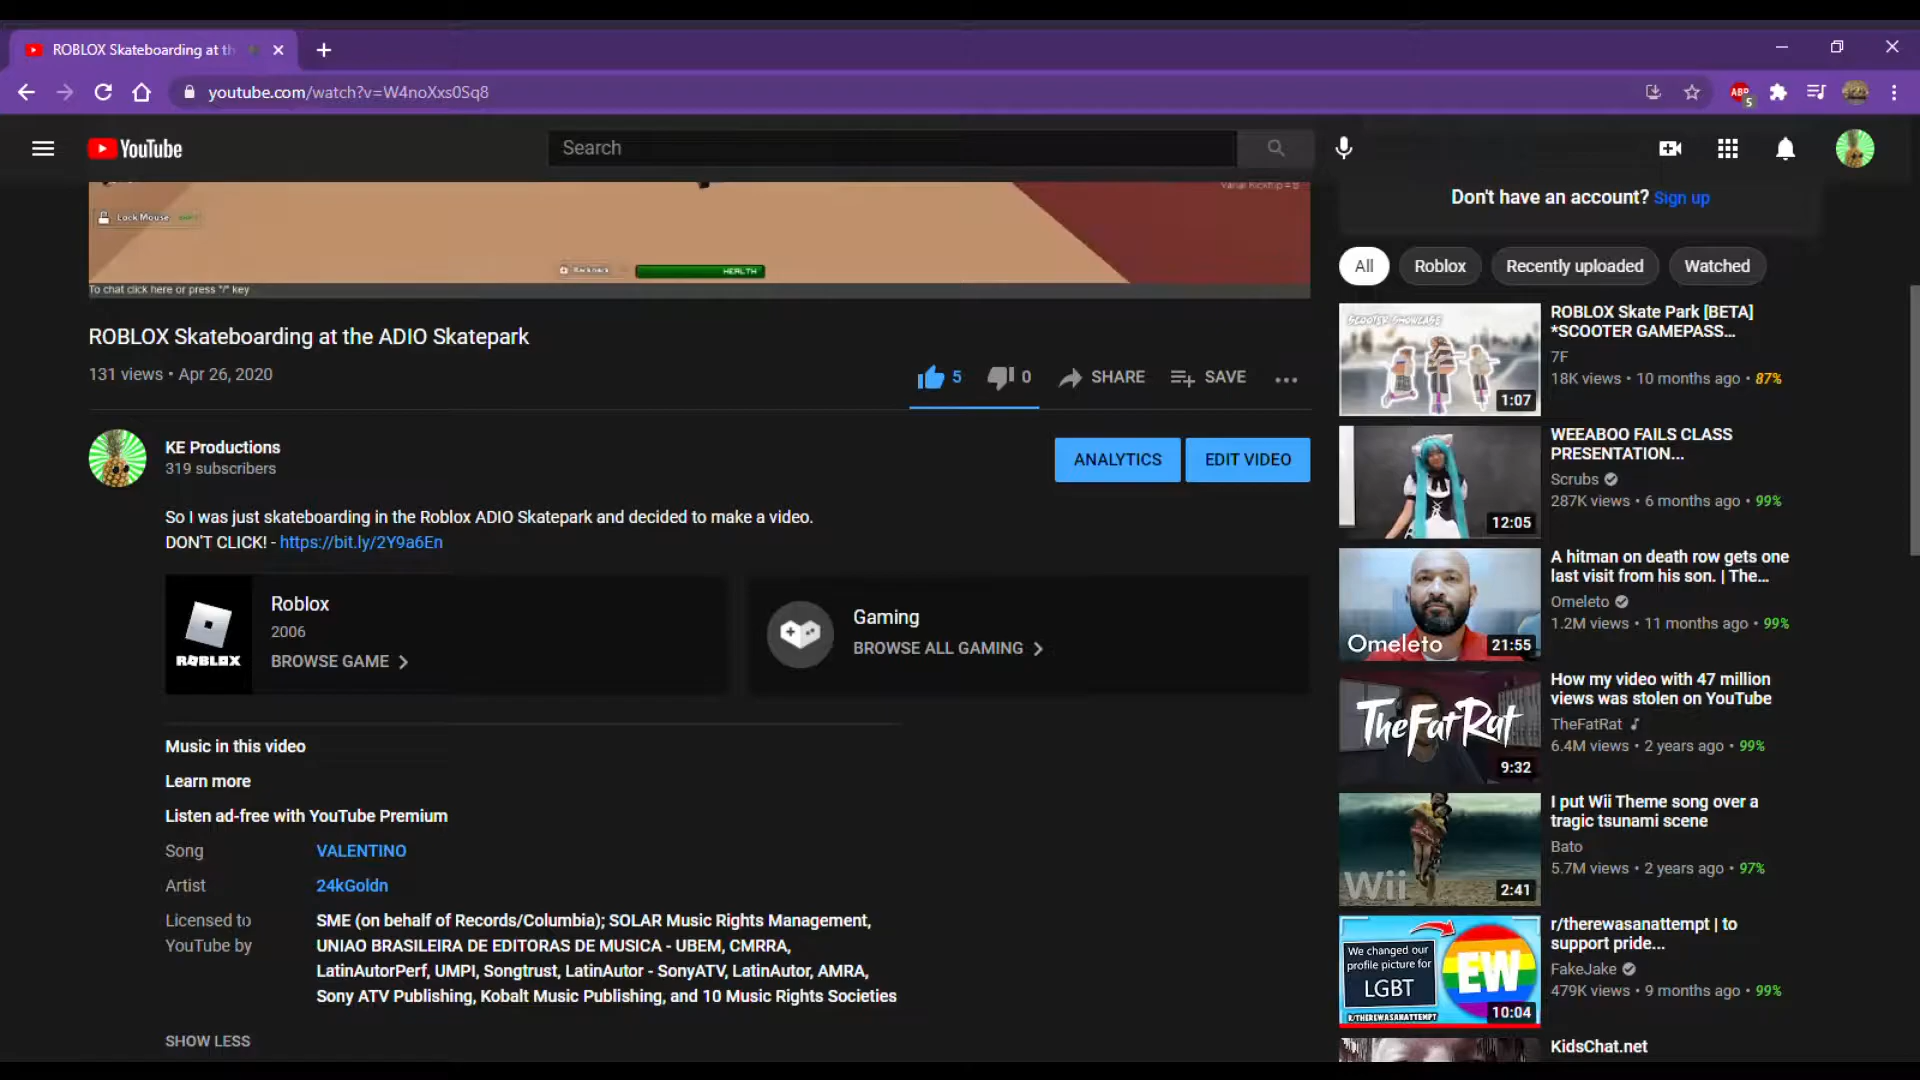 ROBLOX Skateboarding at th
youtube.com/watch?v=W4noXxs0Sq8
ABP
5
YouTube
Search
Lock Mouse
Varial Kickflip = B
Backpack
HEALTH
To chat click here or press "/" key
ROBLOX Skateboarding at the ADIO Skatepark
131 views • Apr 26, 2020
5
0
SHARE
SAVE
KE Productions
319 subscribers
ANALYTICS
EDIT VIDEO
So I was just skateboarding in the Roblox ADIO Skatepark and decided to make a video.
DON'T CLICK! - https://bit.ly/2Y9a6En
ROBLOX
Roblox
2006
BROWSE GAME
Gaming
BROWSE ALL GAMING
Music in this video
Learn more
Listen ad-free with YouTube Premium
Song VALENTINO
Artist 24kGoldn
Licensed to YouTube by
SME (on behalf of Records/Columbia); SOLAR Music Rights Management,
UNIAO BRASILEIRA DE EDITORAS DE MUSICA - UBEM, CMRRA,
LatinAutorPerf, UMPI, Songtrust, LatinAutor - SonyATV, LatinAutor, AMRA,
Sony ATV Publishing, Kobalt Music Publishing, and 10 Music Rights Societies
SHOW LESS
Don't have an account? Sign up
All
Roblox
Recently uploaded
Watched
SCOOTER SHOWCASE
1:07
ROBLOX Skate Park [BETA]
*SCOOTER GAMEPASS...
7F
18K views • 10 months ago • 87%
12:05
WEEABOO FAILS CLASS
PRESENTATION...
Scrubs
287K views • 6 months ago • 99%
Omeleto
21:55
A hitman on death row gets one
last visit from his son. | The...
Omeleto
1.2M views • 11 months ago • 99%
TheFatRat
9:32
How my video with 47 million
views was stolen on YouTube
TheFatRat
6.4M views • 2 years ago • 99%
Wii
2:41
I put Wii Theme song over a
tragic tsunami scene
Bato
5.7M views • 2 years ago • 97%
We changed our
profile picture for
LGBT
EW
R/THEREWASANATTEMPT
10:04
r/therewasanattempt | to
support pride...
FakeJake
479K views • 9 months ago • 99%
KidsChat.net